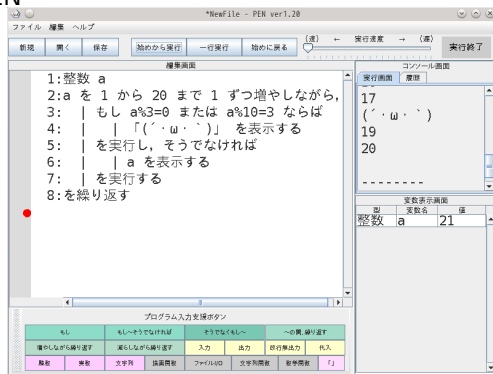 EN
*NewFile - PEN ver1.20
ファイル 編集 ヘルプ
新規 開く 保存 始めから実行 一行実行 始めに戻る (速) ← 実行速度 → (遅) 実行終了
編集画面
1:整数 a
2:a を 1 から 20 まで 1 ずつ増やしながら,
3: | もし a%3=0 または a%10=3 ならば
4: | | 「(´・ω・`)」 を表示する
5: | を実行し，そうでなければ
6: | | a を表示する
7: | を実行する
8:を繰り返す
コンソール画面
実行画面 履歴
17
(´・ω・`)
19
20
--------
変数表示画面
型 変数名 値
整数 a 21
プログラム入力支援ボタン
もし もし～そうでなければ そうでなくもし～ ～の間,繰り返す
増やしながら繰り返す 減らしながら繰り返す 入力 出力 改行無出力 代入
整数 実数 文字列 描画関数 ファイルI/O 文字列関数 数学関数 「」